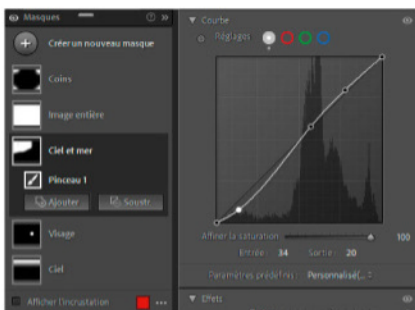 Masques
Créer un nouveau masque
Coins
Image entière
Ciel et mer
Pinceau 1
Ajouter
Soustr.
Visage
Ciel
Afficher l'incrustation
Courbe
Réglages :
Affiner la saturation
100
Entrée : 34 Sortie : 20
Paramètres prédéfinis : Personnalisé(...
Effets